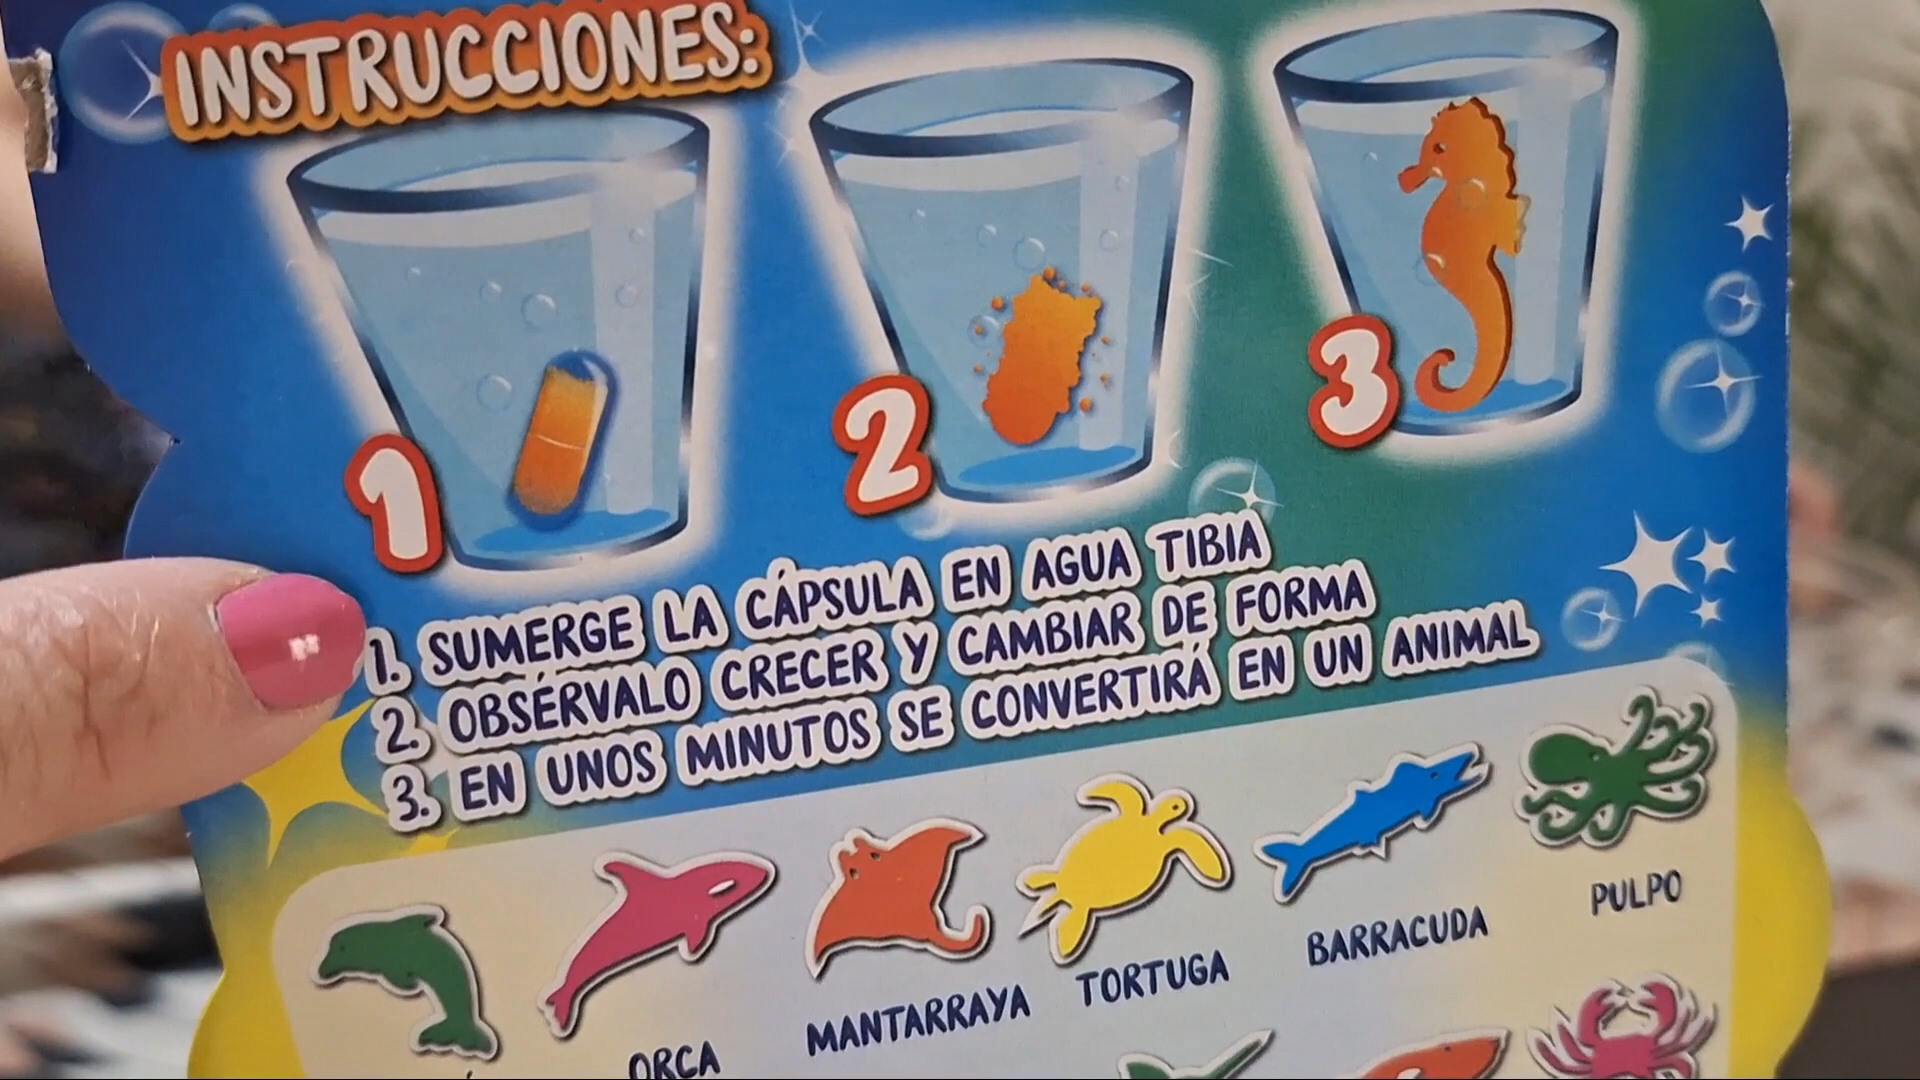 INSTRUCCIONES:
1
2
3
1. SUMERGE LA CÁPSULA EN AGUA TIBIA
2. OBSÉRVALO CRECER Y CAMBIAR DE FORMA
3. EN UNOS MINUTOS SE CONVERTIRÁ EN UN ANIMAL
ORCA
MANTARRAYA
TORTUGA
BARRACUDA
PULPO